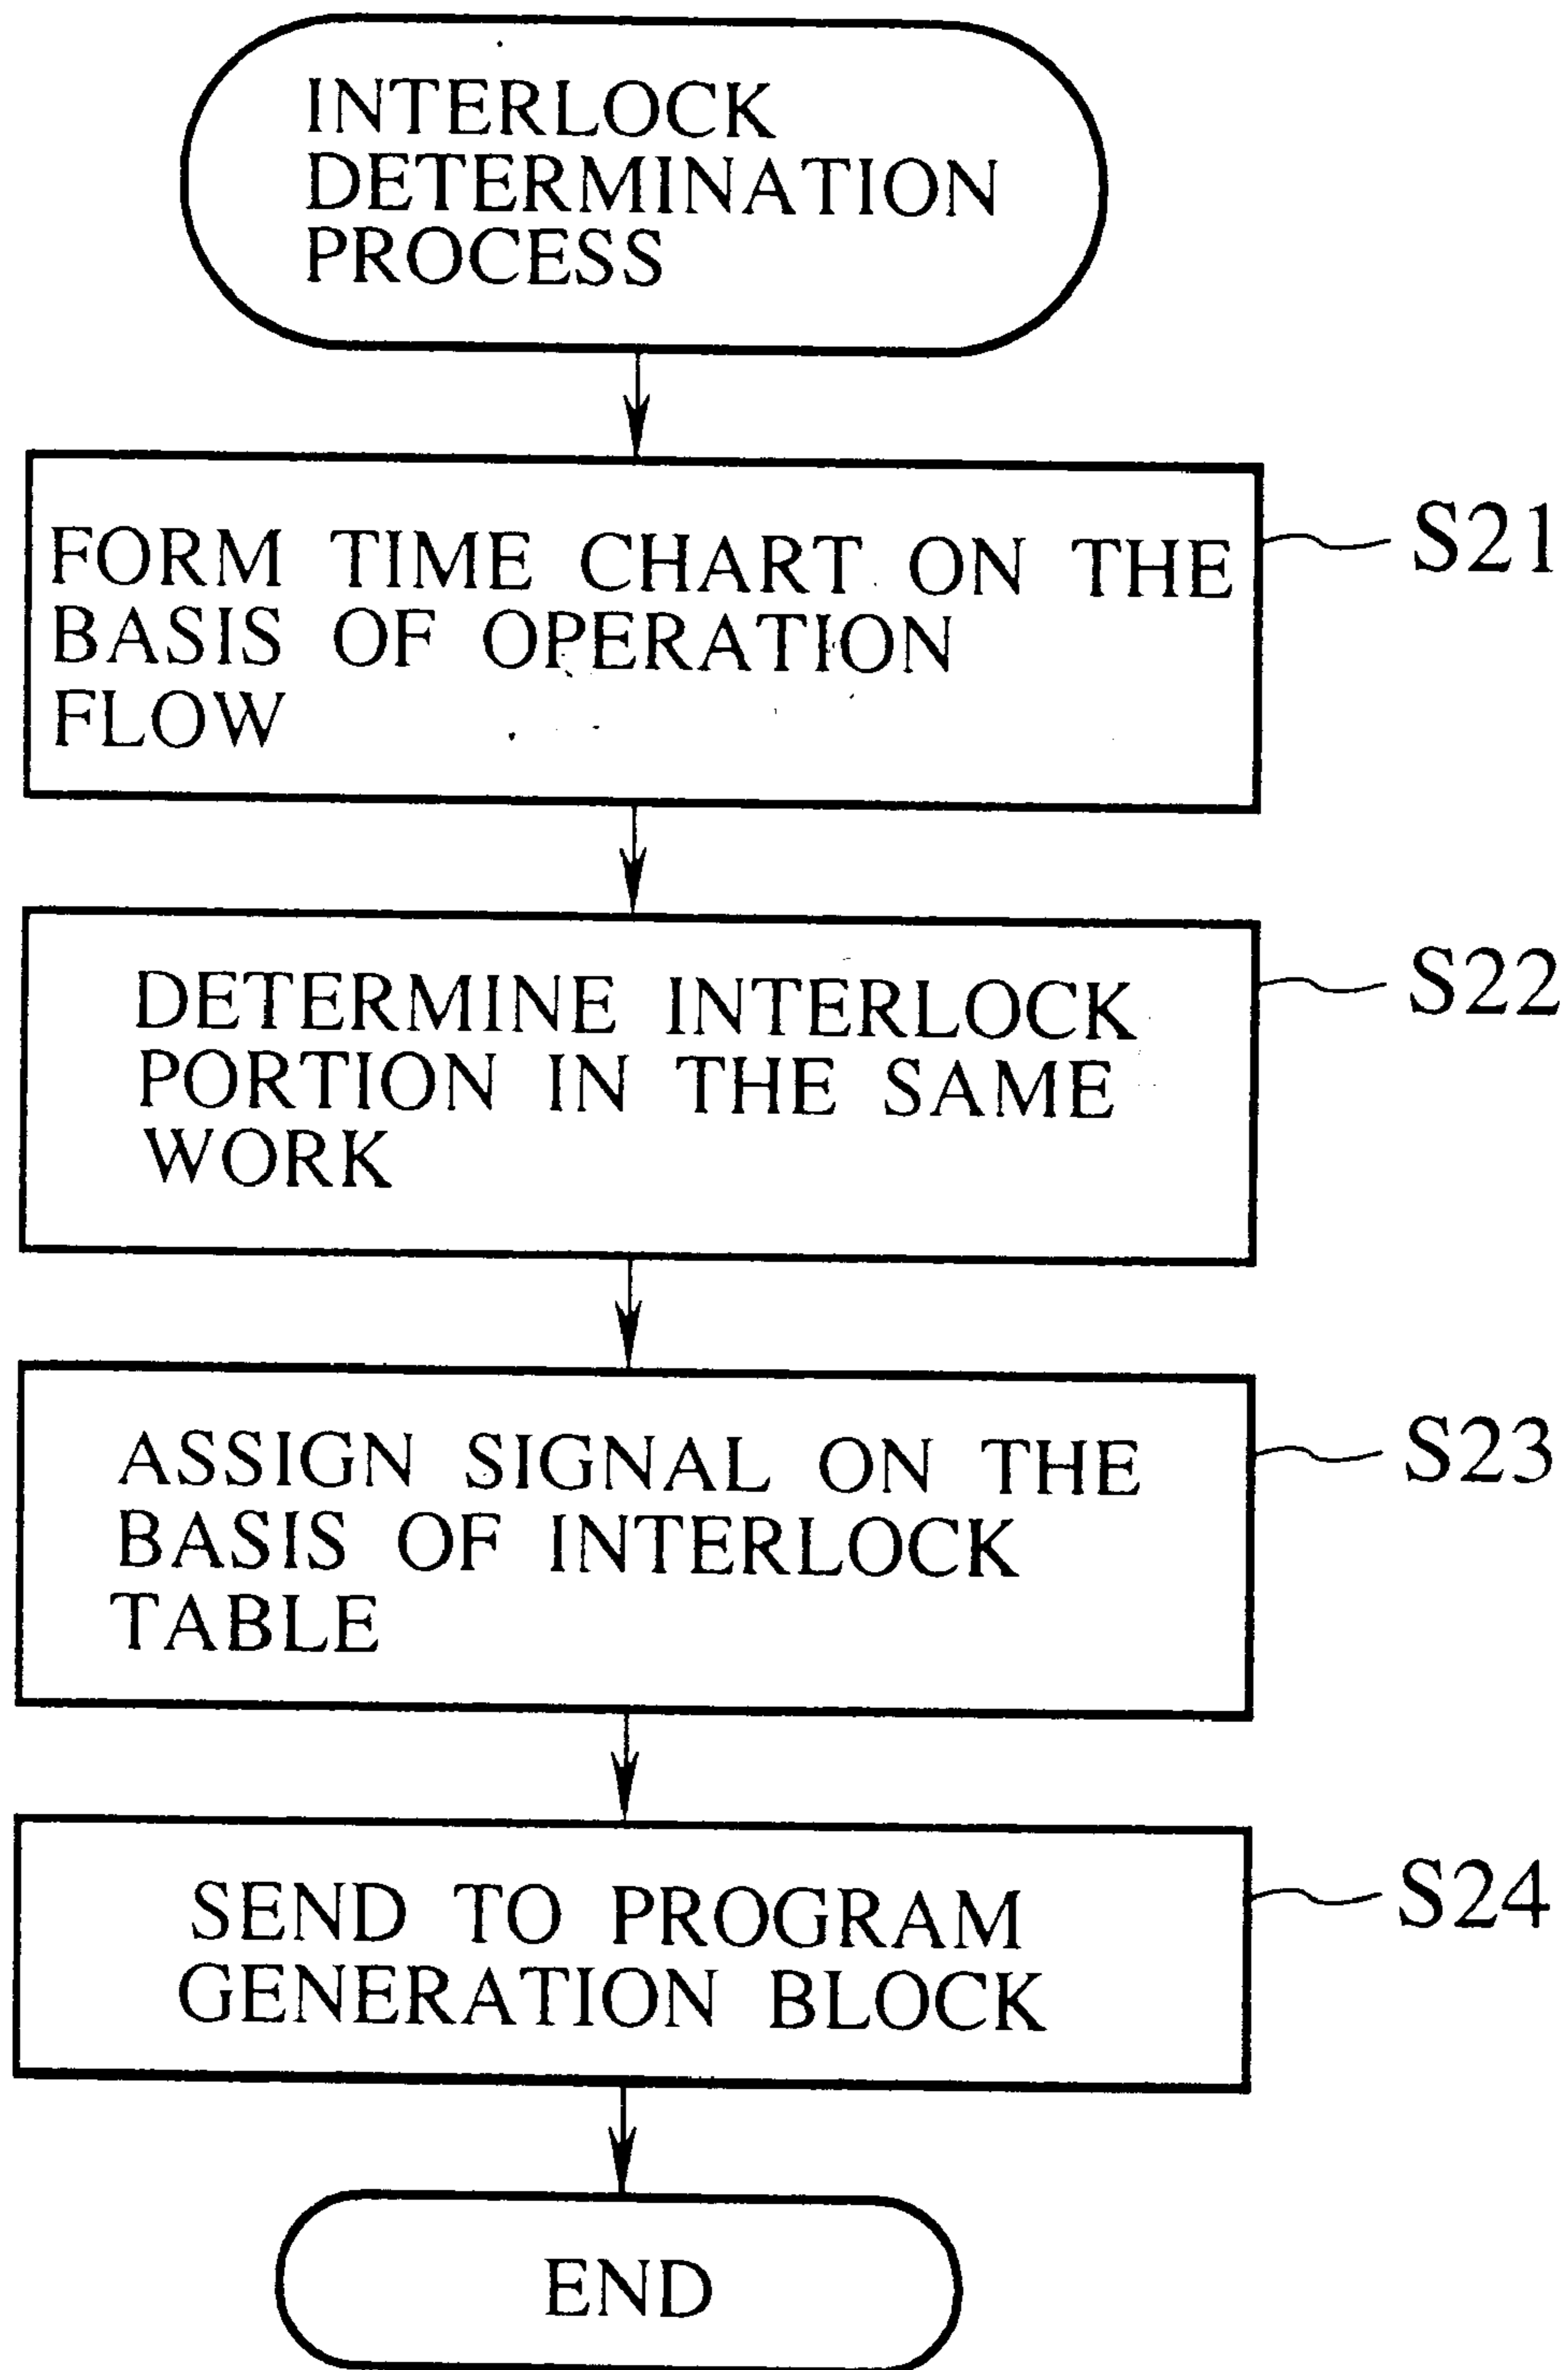 INTERLOCK
DETERMINATION
PROCESS
FORM TIME CHART ON THE
BASIS OF OPERATION
FLOW
S21
DETERMINE INTERLOCK
PORTION IN THE SAME
WORK
S22
ASSIGN SIGNAL ON THE
BASIS OF INTERLOCK
TABLE
S23
SEND TO PROGRAM
GENERATION BLOCK
S24
END